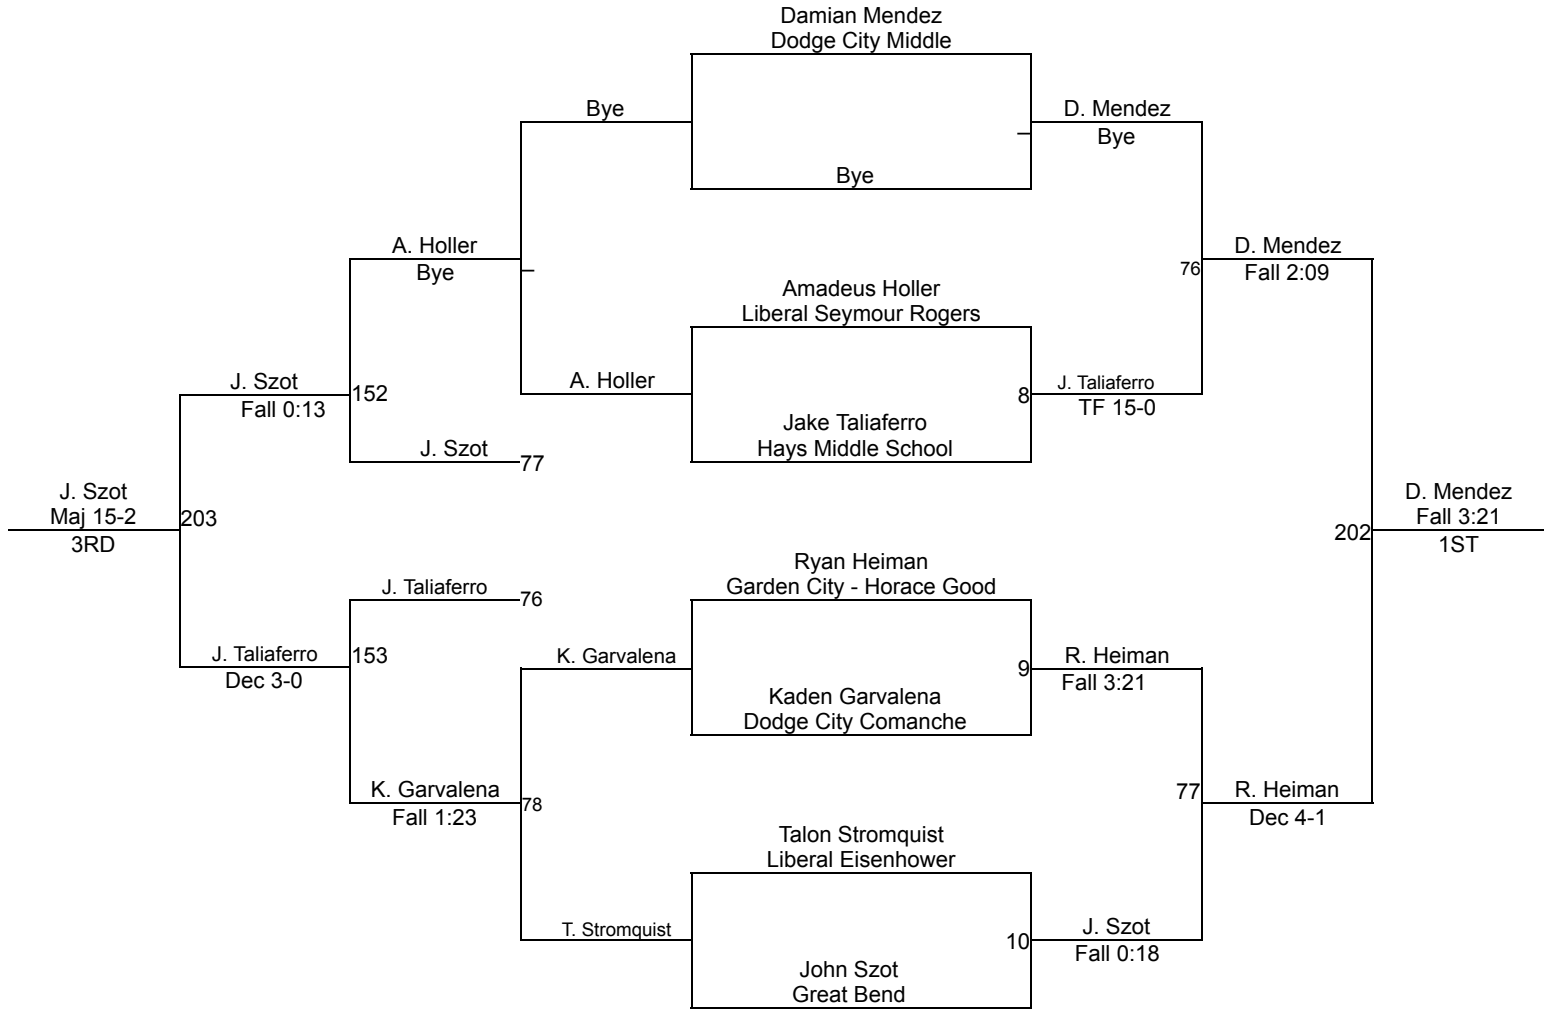 Damian Mendez
Dodge City Middle
Bye
D. Mendez
Bye
Bye
A. Holler
Bye
D. Mendez
76
Fall 2:09
Amadeus Holler
Liberal Seymour Rogers
J. Szot
152
Fall 0:13
A. Holler
8
J. Taliaferro
TF 15-0
Jake Taliaferro
Hays Middle School
J. Szot
77
J. Szot
Maj 15-2
203
3RD
D. Mendez
Fall 3:21
202
1ST
Ryan Heiman
Garden City - Horace Good
J. Taliaferro
76
J. Taliaferro
153
Dec 3-0
K. Garvalena
9
R. Heiman
Fall 3:21
Kaden Garvalena
Dodge City Comanche
K. Garvalena
78
Fall 1:23
77
R. Heiman
Dec 4-1
Talon Stromquist
Liberal Eisenhower
T. Stromquist
10
J. Szot
Fall 0:18
John Szot
Great Bend